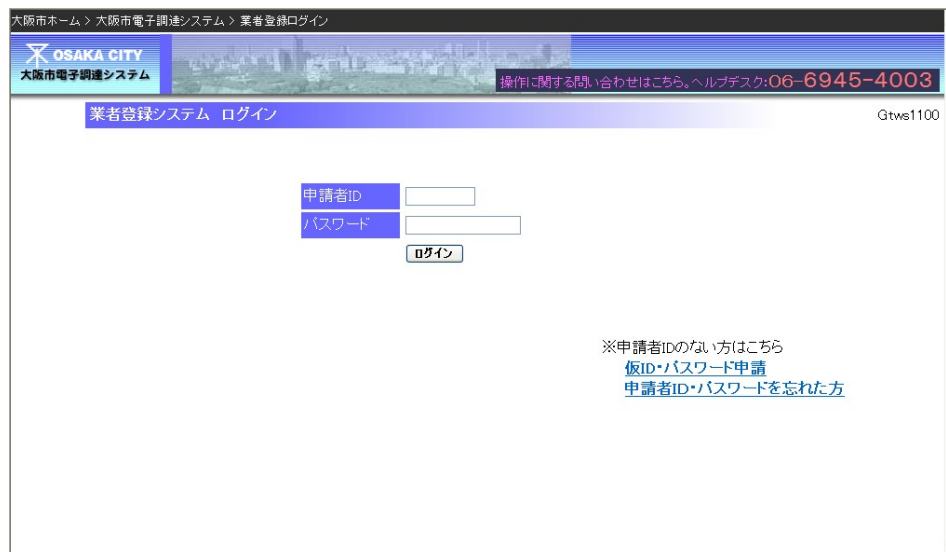 大阪市ホーム > 大阪市電子調達システム > 業者登録ログイン
OSAKA CITY
大阪市電子調達システム
操作に関する問い合わせはこちら。ヘルプデスク:06-6945-4003
業者登録システム ログイン
Gtws1100
申請者ID
パスワード
ログイン
※申請者IDのない方はこちら
仮ID・パスワード申請
申請者ID・パスワードを忘れた方